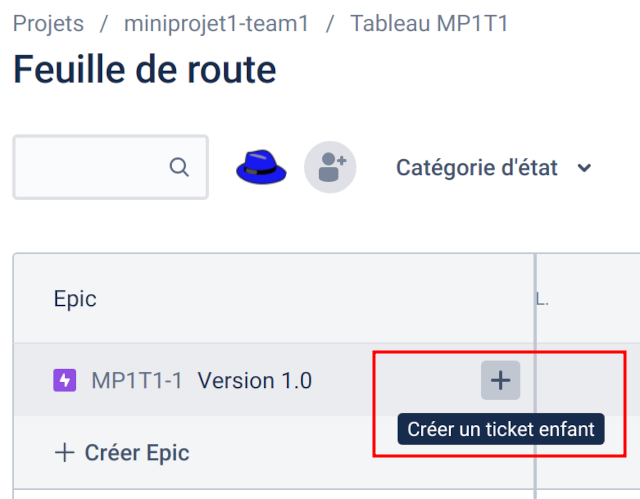 Projets / miniprojet1-team1 / Tableau MP1T1
Feuille de route
Catégorie d'état
Epic
L.
MP1T1-1 Version 1.0
Créer un ticket enfant
+ Créer Epic